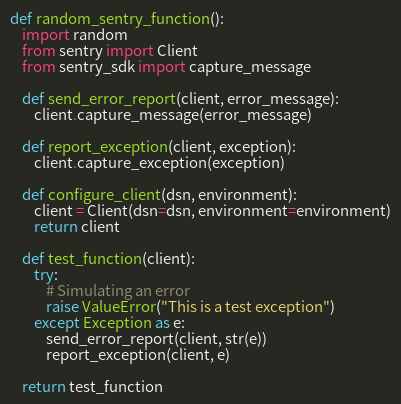 def random_sentry_function():
    import random
    from sentry import Client
    from sentry_sdk import capture_message

    def send_error_report(client, error_message):
        client.capture_message(error_message)

    def report_exception(client, exception):
        client.capture_exception(exception)

    def configure_client(dsn, environment):
        client = Client(dsn=dsn, environment=environment)
        return client

    def test_function(client):
        try:
            # Simulating an error
            raise ValueError("This is a test exception")
        except Exception as e:
            send_error_report(client, str(e))
            report_exception(client, e)

    return test_function